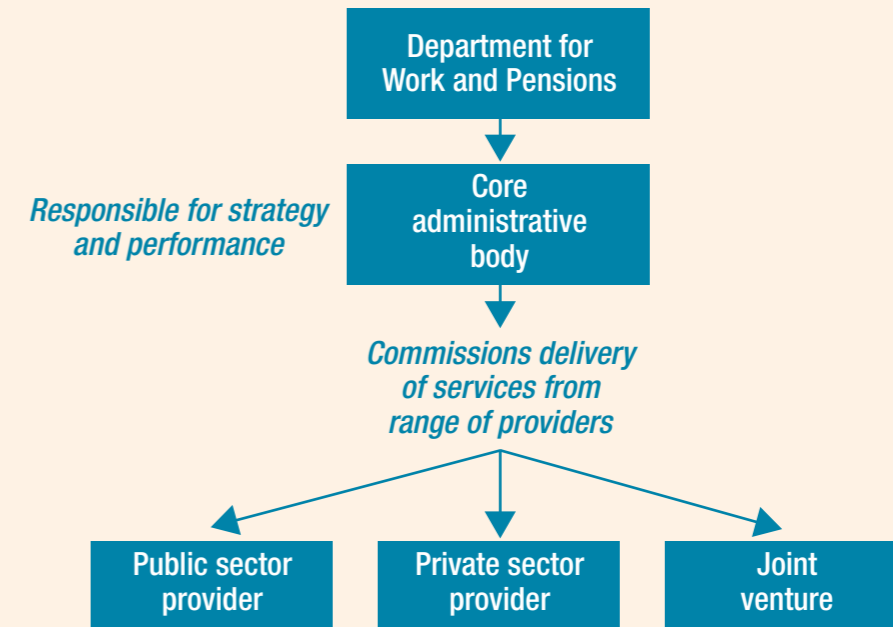 Department for
Work and Pensions
Core
administrative
body
Responsible for strategy
and performance
Commissions delivery
of services from
range of providers
Public sector
provider
Private sector
provider
Joint
venture